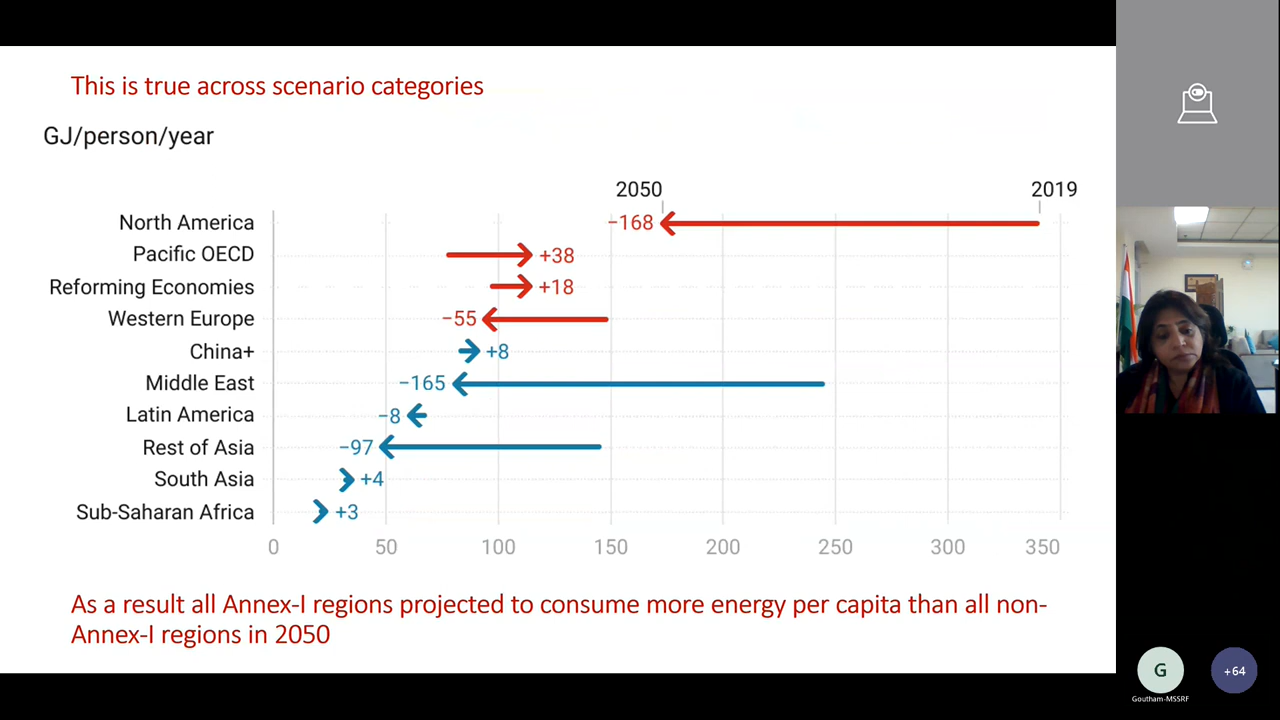 This is true across scenario categories
GJ/person/year
2050 2019
North America −168
Pacific OECD +38
Reforming Economies +18
Western Europe −55
China+ +8
Middle East −165
Latin America −8
Rest of Asia −97
South Asia +4
Sub-Saharan Africa +3
0 50 100 150 200 250 300 350
As a result all Annex-I regions projected to consume more energy per capita than all non-
Annex-I regions in 2050
G +64
Goutham-MSSRF